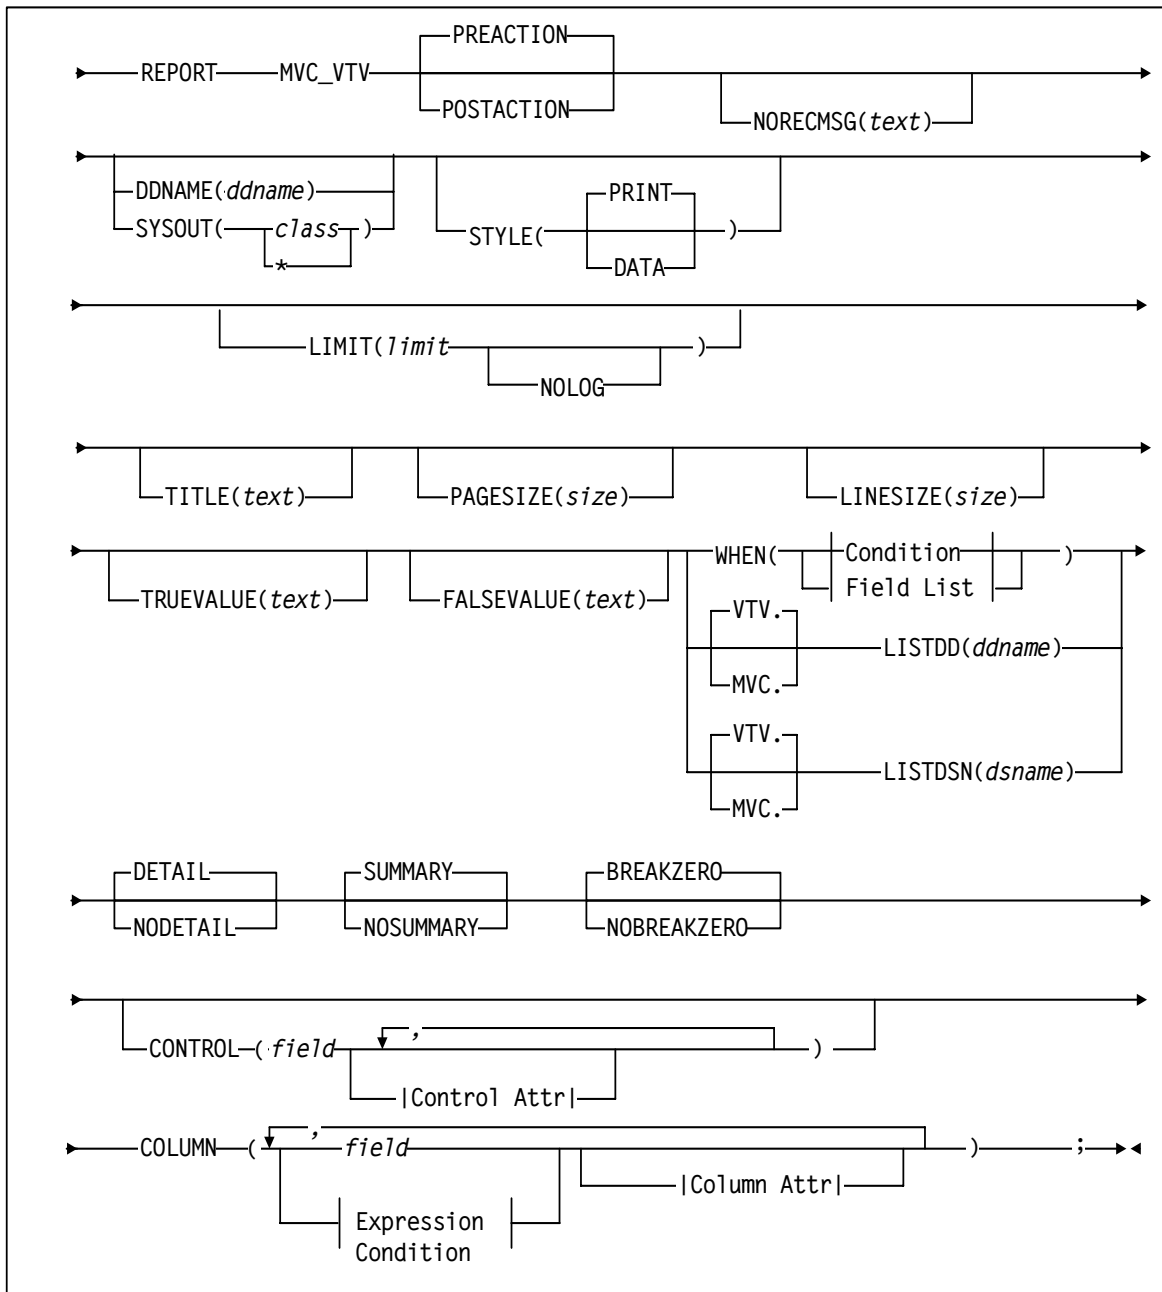 PREACTION
REPORT MVC_VTV
POSTACTION
NORECMSG(text)
DDNAME(ddname)
PRINT
SYSOUT( class )
STYLE( )
*
DATA
LIMIT(limit )
NOLOG
TITLE(text) PAGESIZE(size) LINESIZE(size)
WHEN( Condition )
Field List
TRUEVALUE(text) FALSEVALUE(text)
VTV.
LISTDD(ddname)
MVC.
VTV.
LISTDSN(dsname)
MVC.
DETAIL SUMMARY BREAKZERO
NODETAIL NOSUMMARY NOBREAKZERO
,
CONTROL ( field )
|Control Attr|
,
COLUMN ( field ) ;
|Column Attr|
Expression
Condition